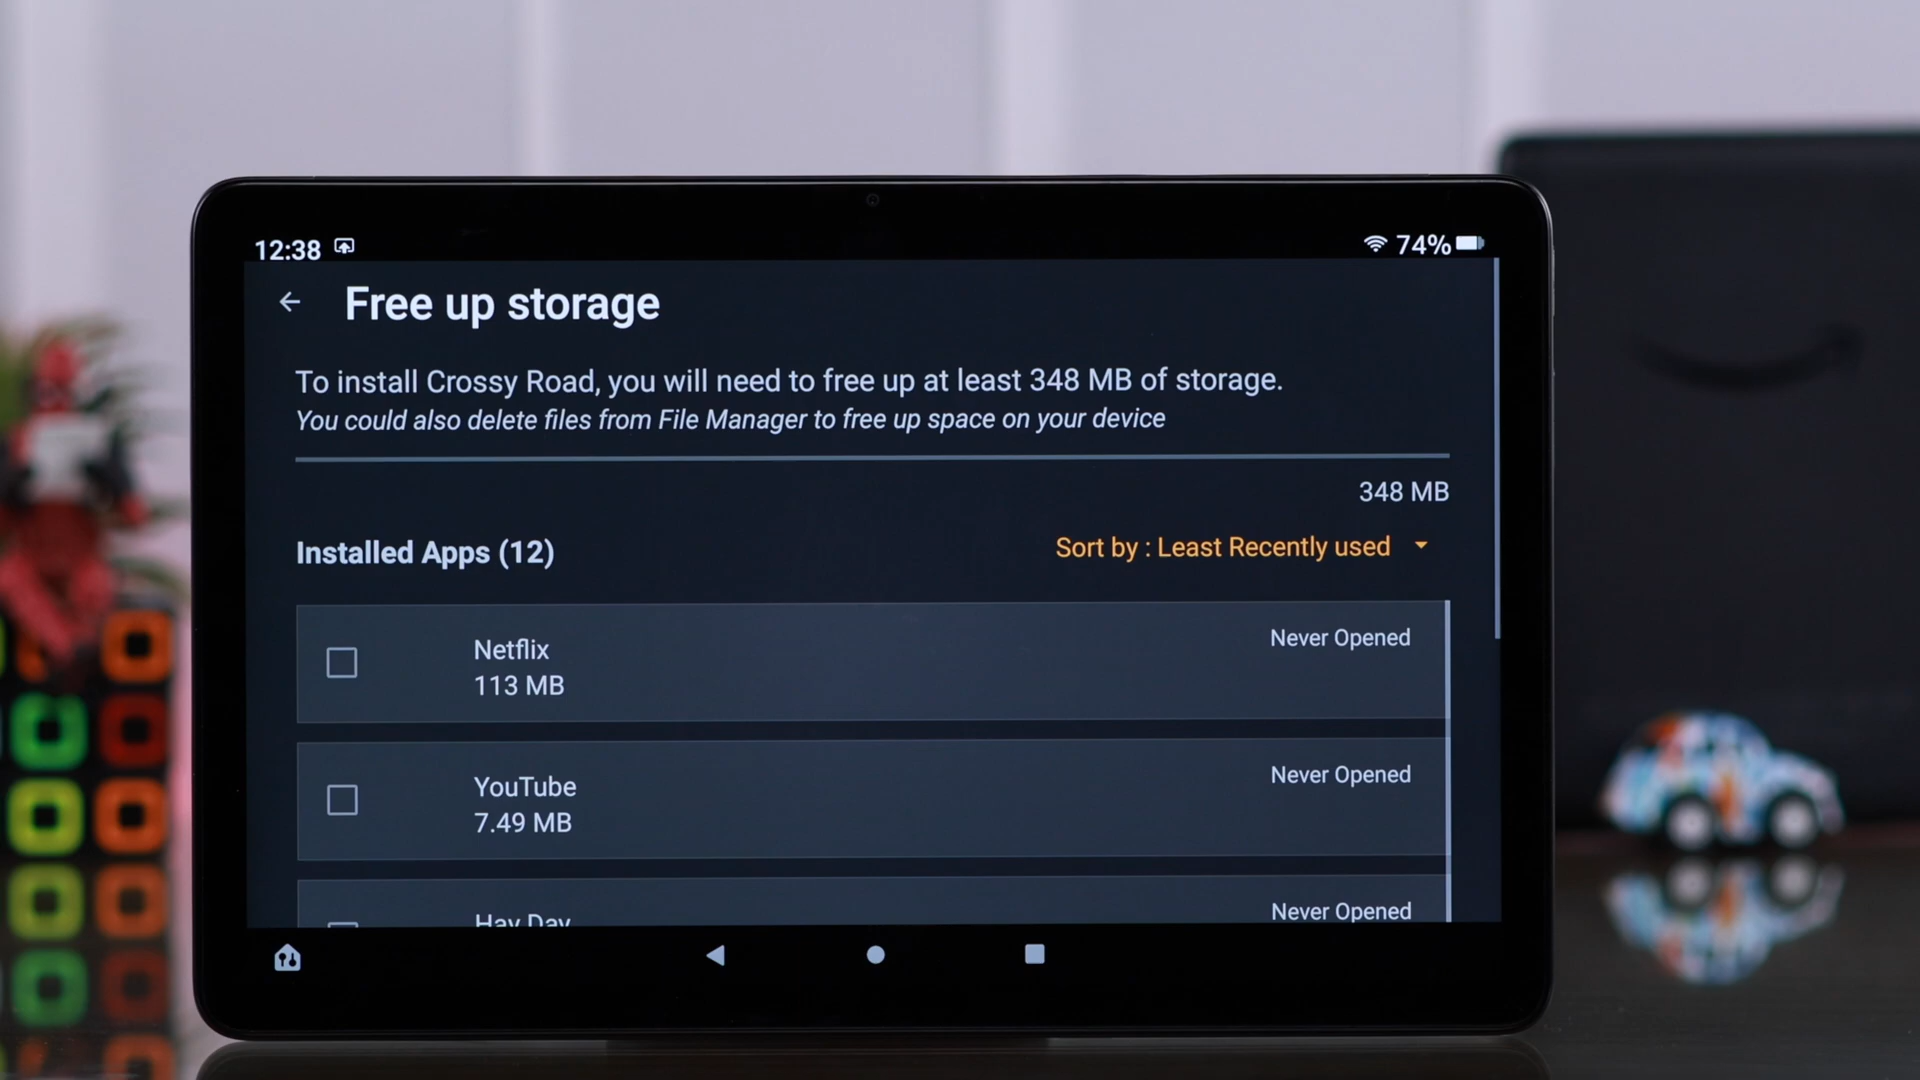 12:38
74%
Free up storage
To install Crossy Road, you will need to free up at least 348 MB of storage.
You could also delete files from File Manager to free up space on your device
348 MB
Installed Apps (12)
Sort by : Least Recently used
Netflix
Never Opened
113 MB
YouTube
Never Opened
7.49 MB
Hay Day
Never Opened